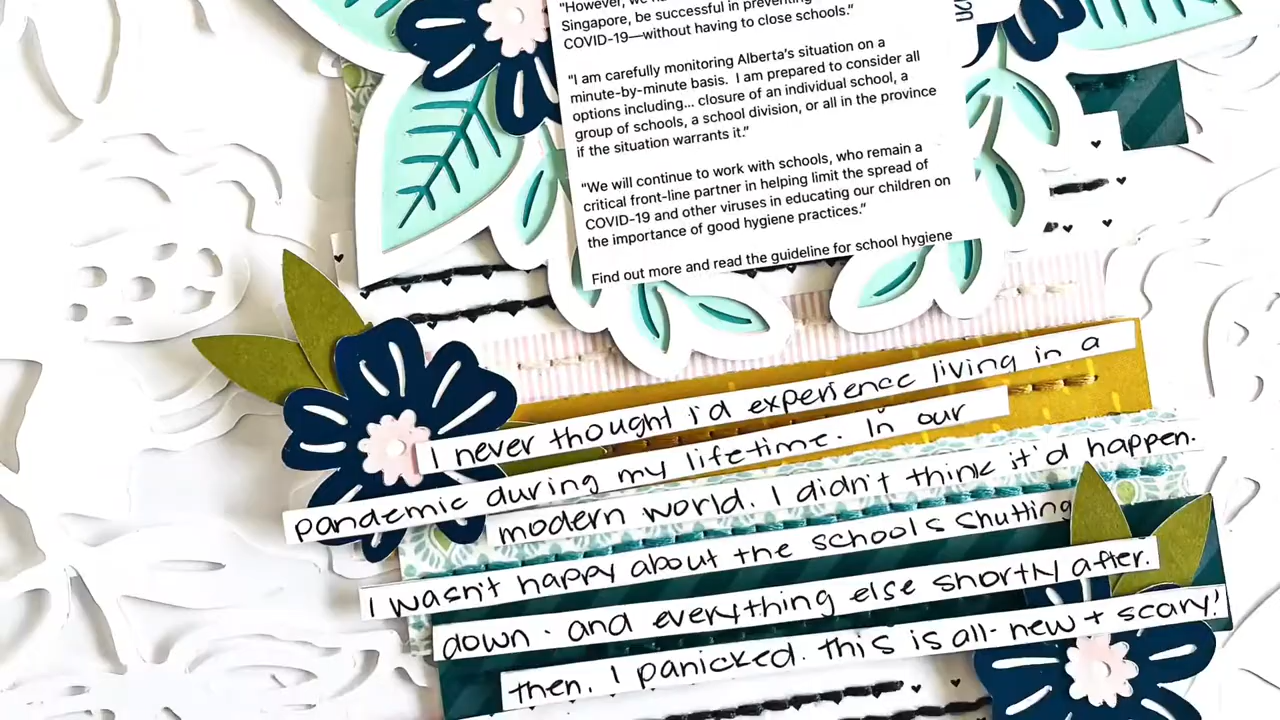 "However, we
Singapore, be successful in preventing
COVID-19—without having to close schools."
"I am carefully monitoring Alberta's situation on a
minute-by-minute basis. I am prepared to consider all
options including... closure of an individual school, a
group of schools, a school division, or all in the province
if the situation warrants it."
"We will continue to work with schools, who remain a
critical front-line partner in helping limit the spread of
COVID-19 and other viruses in educating our children on
the importance of good hygiene practices."
Find out more and read the guideline for school hygiene
I never thought i'd experience living in a
pandemic during my lifetime. In our
modern world. I didn't think it'd happen.
I wasn't happy about the schools shutting
down. and everything else shortly after.
then. I panicked. this is all- new + scary!